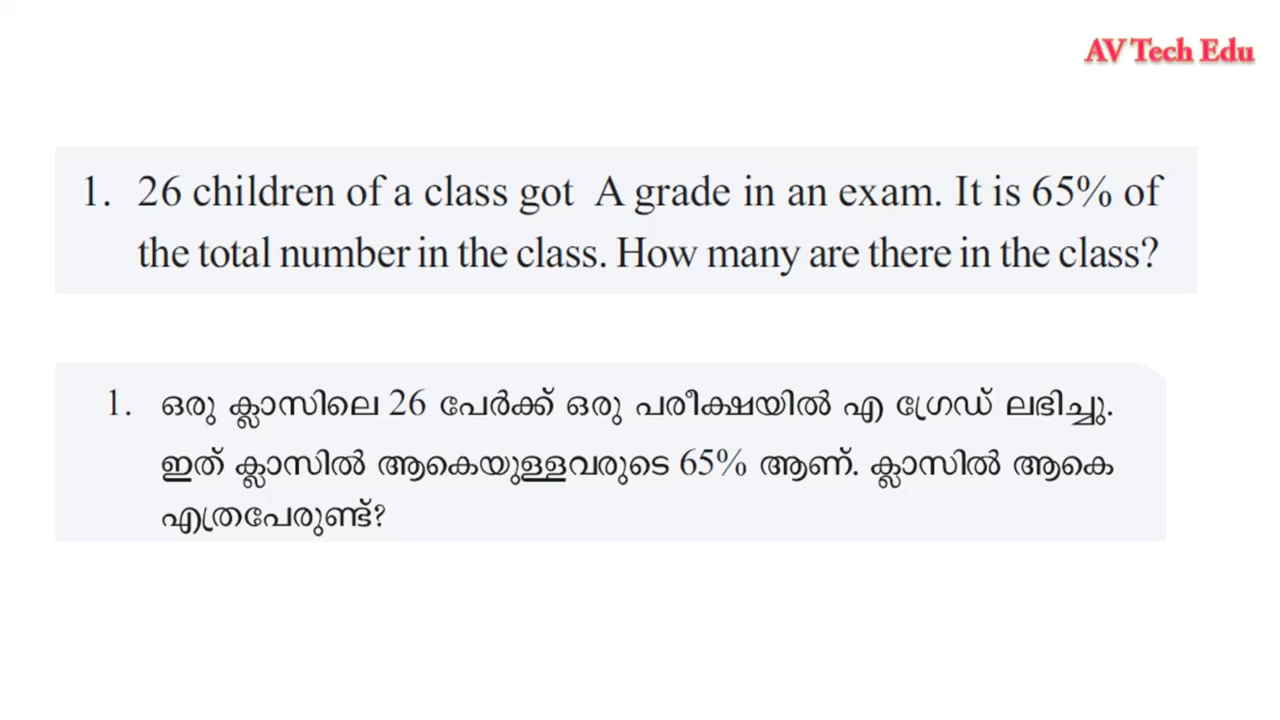 AV Tech Edu
1. 26 children of a class got A grade in an exam. It is 65% of
the total number in the class. How many are there in the class?
1. ഒരു ക്ലാസിലെ 26 പേർക്ക് ഒരു പരീക്ഷയിൽ എ ഗ്രേഡ് ലഭിച്ചു.
ഇത് ക്ലാസിൽ ആകെയുള്ളവരുടെ 65% ആണ്. ക്ലാസിൽ ആകെ
എത്രപേരുണ്ട്?